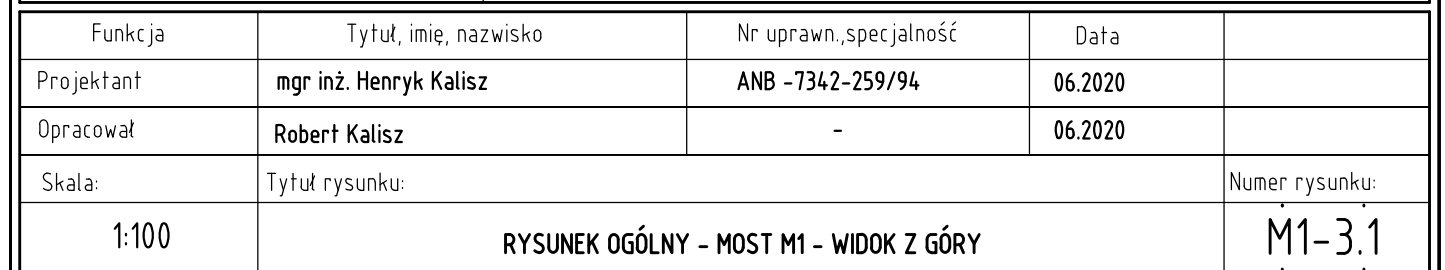 Funkcja Tytuł, imię, nazwisko Nr uprawn.,specjalność Data
Projektant mgr inż. Henryk Kalisz ANB -7342-259/94 06.2020
Opracował Robert Kalisz - 06.2020
Skala: Tytuł rysunku: Numer rysunku:
1:100 RYSUNEK OGÓLNY - MOST M1 - WIDOK Z GÓRY M1-3.1